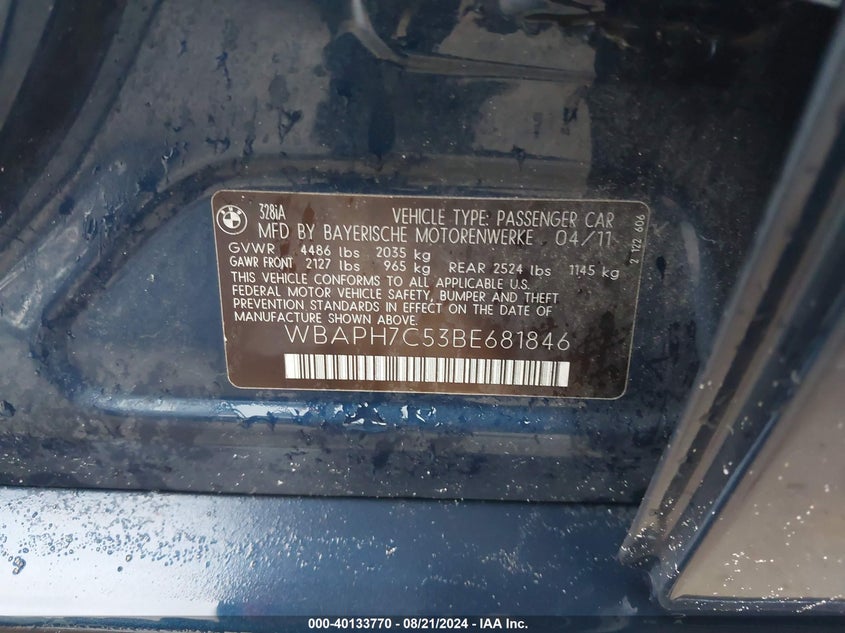 BMW
328iA VEHICLE TYPE: PASSENGER CAR
MFD BY BAYERISCHE MOTORENWERKE 04/11
GVWR 4486 lbs 2035 kg
GAWR FRONT 2127 lbs 965 kg REAR 2524 lbs 1145 kg
THIS VEHICLE CONFORMS TO ALL APPLICABLE U.S.
FEDERAL MOTOR VEHICLE SAFETY, BUMPER AND THEFT
PREVENTION STANDARDS IN EFFECT ON THE DATE OF
MANUFACTURE SHOWN ABOVE.
WBAPH7C53BE681846
2 122 606
000-40133770 - 08/21/2024 - IAA Inc.